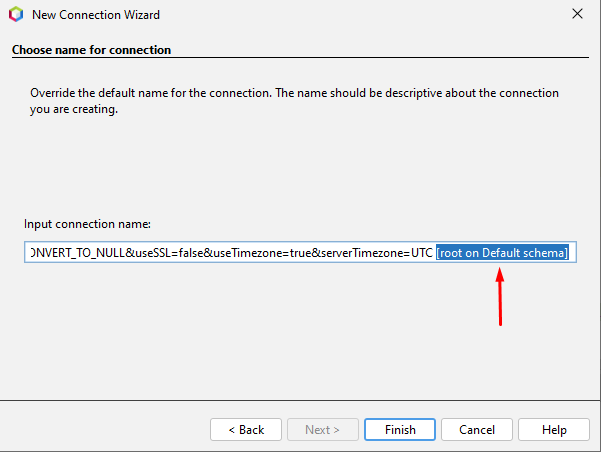 New Connection Wizard
Choose name for connection
Override the default name for the connection. The name should be descriptive about the connection
you are creating.
Input connection name:
ONVERT_TO_NULL&useSSL=false&useTimezone=true&serverTimezone=UTC [root on Default schema]
< Back
Next >
Finish
Cancel
Help